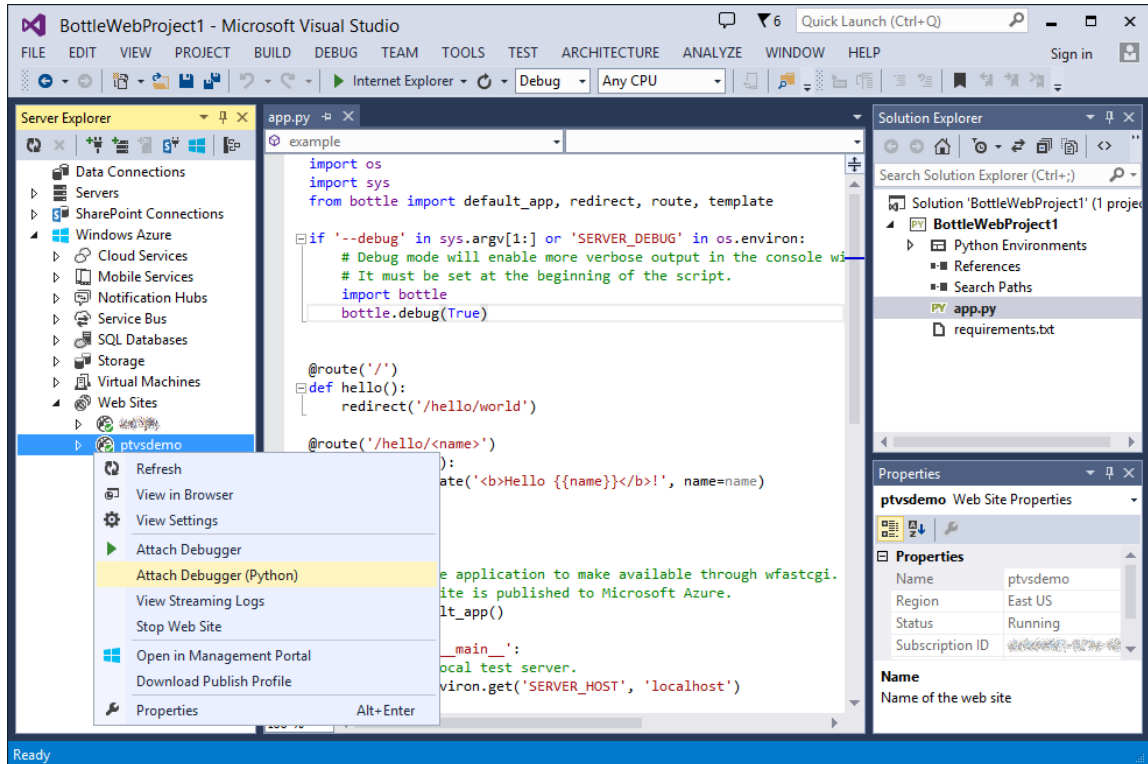 BottleWebProject1 - Microsoft Visual Studio
6
Quick Launch (Ctrl+Q)
FILE EDIT VIEW PROJECT BUILD DEBUG TEAM TOOLS TEST ARCHITECTURE ANALYZE WINDOW HELP
Sign in
Internet Explorer
Debug
Any CPU
Server Explorer
Data Connections
Servers
SharePoint Connections
Windows Azure
Cloud Services
Mobile Services
Notification Hubs
Service Bus
SQL Databases
Storage
Virtual Machines
Web Sites
ptvsdemo
Refresh
View in Browser
View Settings
Attach Debugger
Attach Debugger (Python)
View Streaming Logs
Stop Web Site
Open in Management Portal
Download Publish Profile
Properties Alt+Enter
app.py
example
import os
import sys
from bottle import default_app, redirect, route, template
if '--debug' in sys.argv[1:] or 'SERVER_DEBUG' in os.environ:
# Debug mode will enable more verbose output in the console wi
# It must be set at the beginning of the script.
import bottle
bottle.debug(True)
@route('/')
def hello():
redirect('/hello/world')
@route('/hello/<name>')
):
ate('<b>Hello {{name}}</b>!', name=name)
e application to make available through wfastcgi.
ite is published to Microsoft Azure.
lt_app()
_main__':
ocal test server.
viron.get('SERVER_HOST', 'localhost')
Solution Explorer
Search Solution Explorer (Ctrl+;)
Solution 'BottleWebProject1' (1 projec
PY BottleWebProject1
Python Environments
References
Search Paths
PY app.py
requirements.txt
Properties
ptvsdemo Web Site Properties
Properties
Name ptvsdemo
Region East US
Status Running
Subscription ID
Name
Name of the web site
Ready